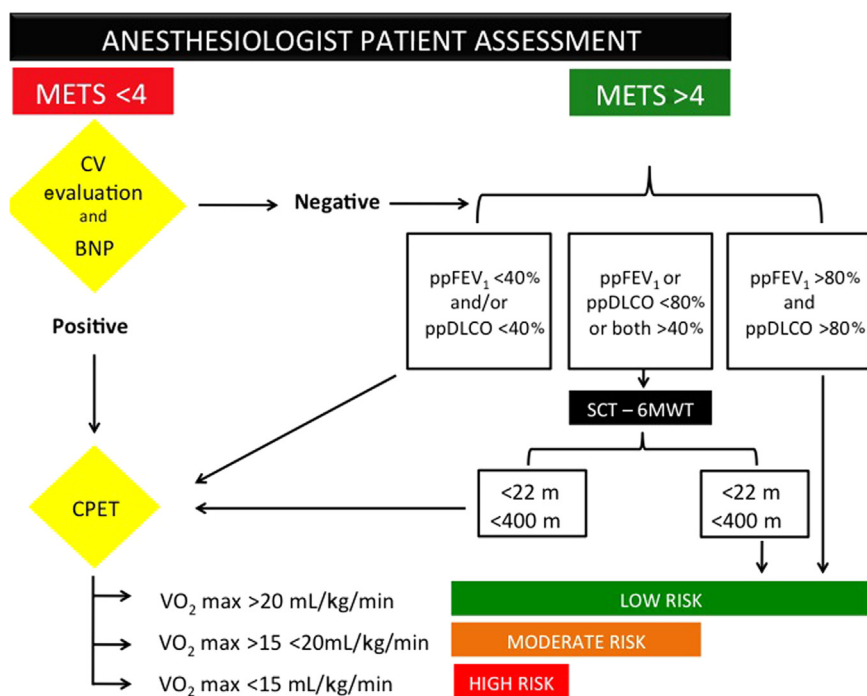 ANESTHESIOLOGIST PATIENT ASSESSMENT
METS <4
METS >4
CV
evaluation
and
BNP
Negative
Positive
ppFEV₁ <40%
and/or
ppDLCO <40%
ppFEV₁ or
ppDLCO <80%
or both >40%
ppFEV₁ >80%
and
ppDLCO >80%
SCT – 6MWT
<22 m
<400 m
<22 m
<400 m
CPET
VO₂ max >20 mL/kg/min
LOW RISK
VO₂ max >15 <20mL/kg/min
MODERATE RISK
VO₂ max <15 mL/kg/min
HIGH RISK